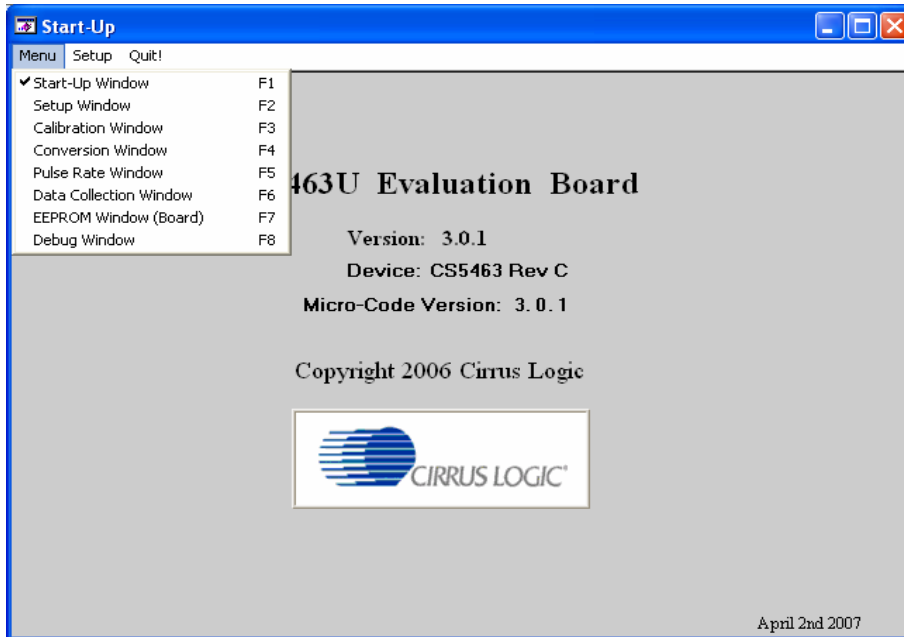 Start-Up
Menu Setup Quit!
Start-Up Window F1
Setup Window F2
Calibration Window F3
Conversion Window F4
Pulse Rate Window F5
Data Collection Window F6
EEPROM Window (Board) F7
Debug Window F8
463U Evaluation Board
Version: 3.0.1
Device: CS5463 Rev C
Micro-Code Version: 3.0.1
Copyright 2006 Cirrus Logic
CIRRUS LOGIC®
April 2nd 2007